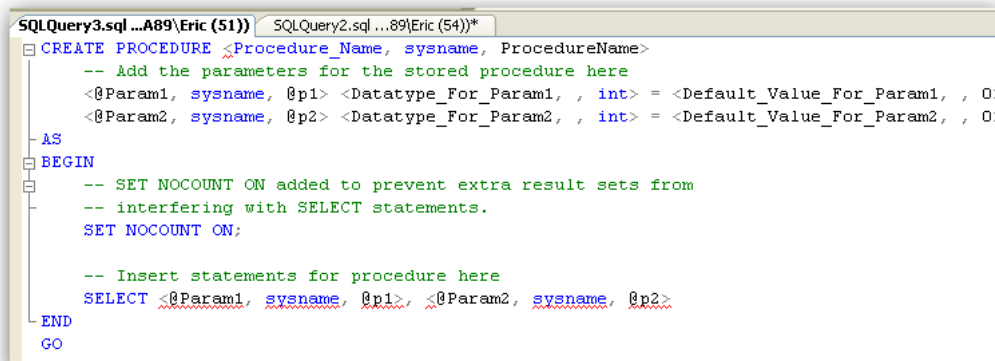 SQLQuery3.sql ...A89\Eric (51)) SQLQuery2.sql ...89\Eric (54))*
CREATE PROCEDURE <Procedure_Name, sysname, ProcedureName>
-- Add the parameters for the stored procedure here
<@Param1, sysname, @p1> <Datatype_For_Param1, , int> = <Default_Value_For_Param1, ,
<@Param2, sysname, @p2> <Datatype_For_Param2, , int> = <Default_Value_For_Param2, ,
AS
BEGIN
-- SET NOCOUNT ON added to prevent extra result sets from
-- interfering with SELECT statements.
SET NOCOUNT ON;
-- Insert statements for procedure here
SELECT <@Param1, sysname, @p1>, <@Param2, sysname, @p2>
END
GO